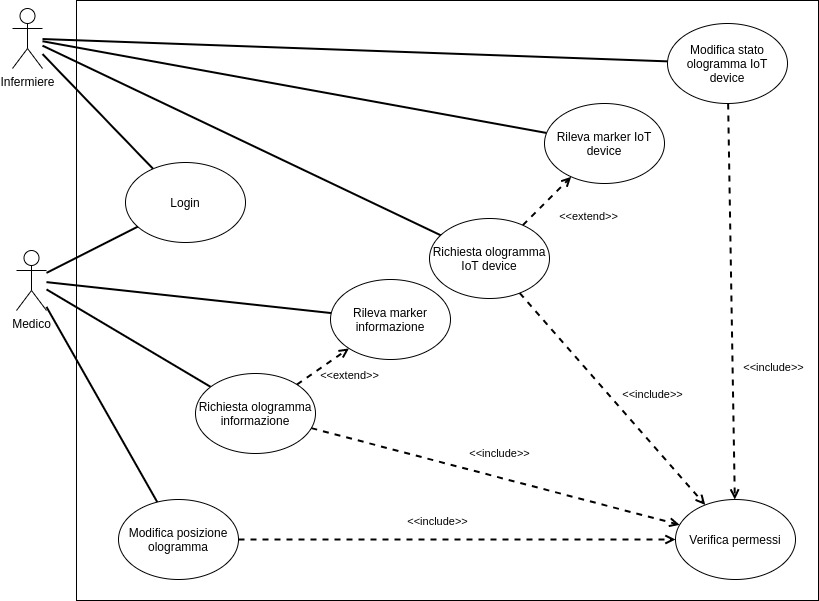 Infermiere
Modifica stato
ologramma IoT
device
Rileva marker IoT
device
Login
<<extend>>
Richiesta ologramma
IoT device
Medico
Rileva marker
informazione
<<extend>>
<<include>>
<<include>>
Richiesta ologramma
informazione
<<include>>
<<include>>
Modifica posizione
ologramma
Verifica permessi